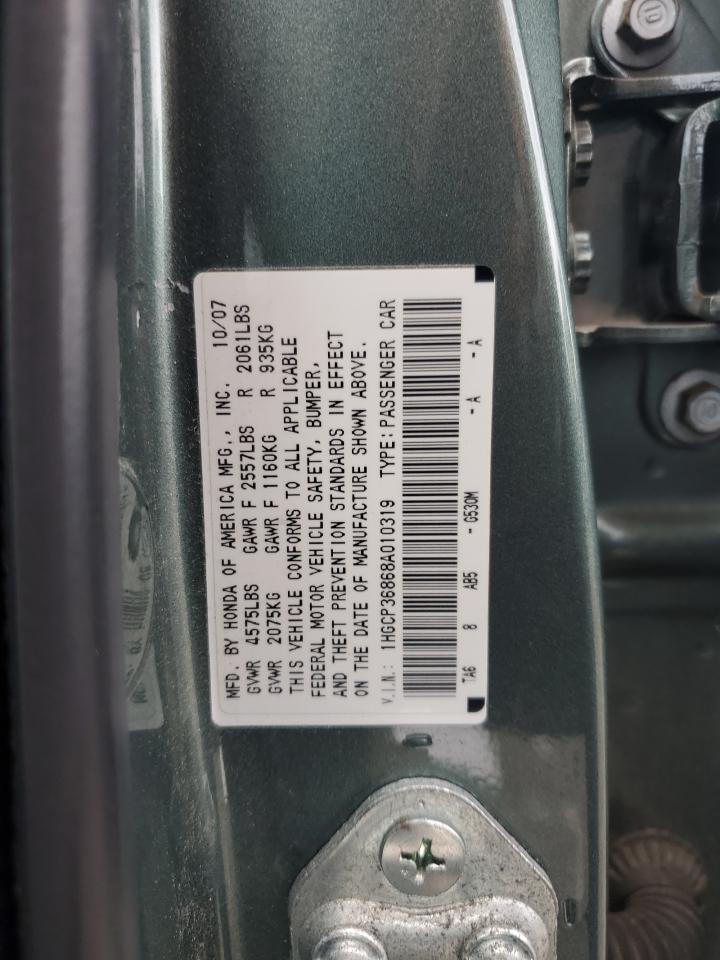 MFD. BY HONDA OF AMERICA MFG., INC. 10/07
GVWR 4575LBS GAWR F 2557LBS R 2061LBS
GVWR 2075KG GAWR F 1160KG R 935KG
THIS VEHICLE CONFORMS TO ALL APPLICABLE
FEDERAL MOTOR VEHICLE SAFETY, BUMPER,
AND THEFT PREVENTION STANDARDS IN EFFECT
ON THE DATE OF MANUFACTURE SHOWN ABOVE.
V.I.N.: 1HGCP36868A010319 TYPE: PASSENGER CAR
TA6 8 AB5 - G530M - A - A
10